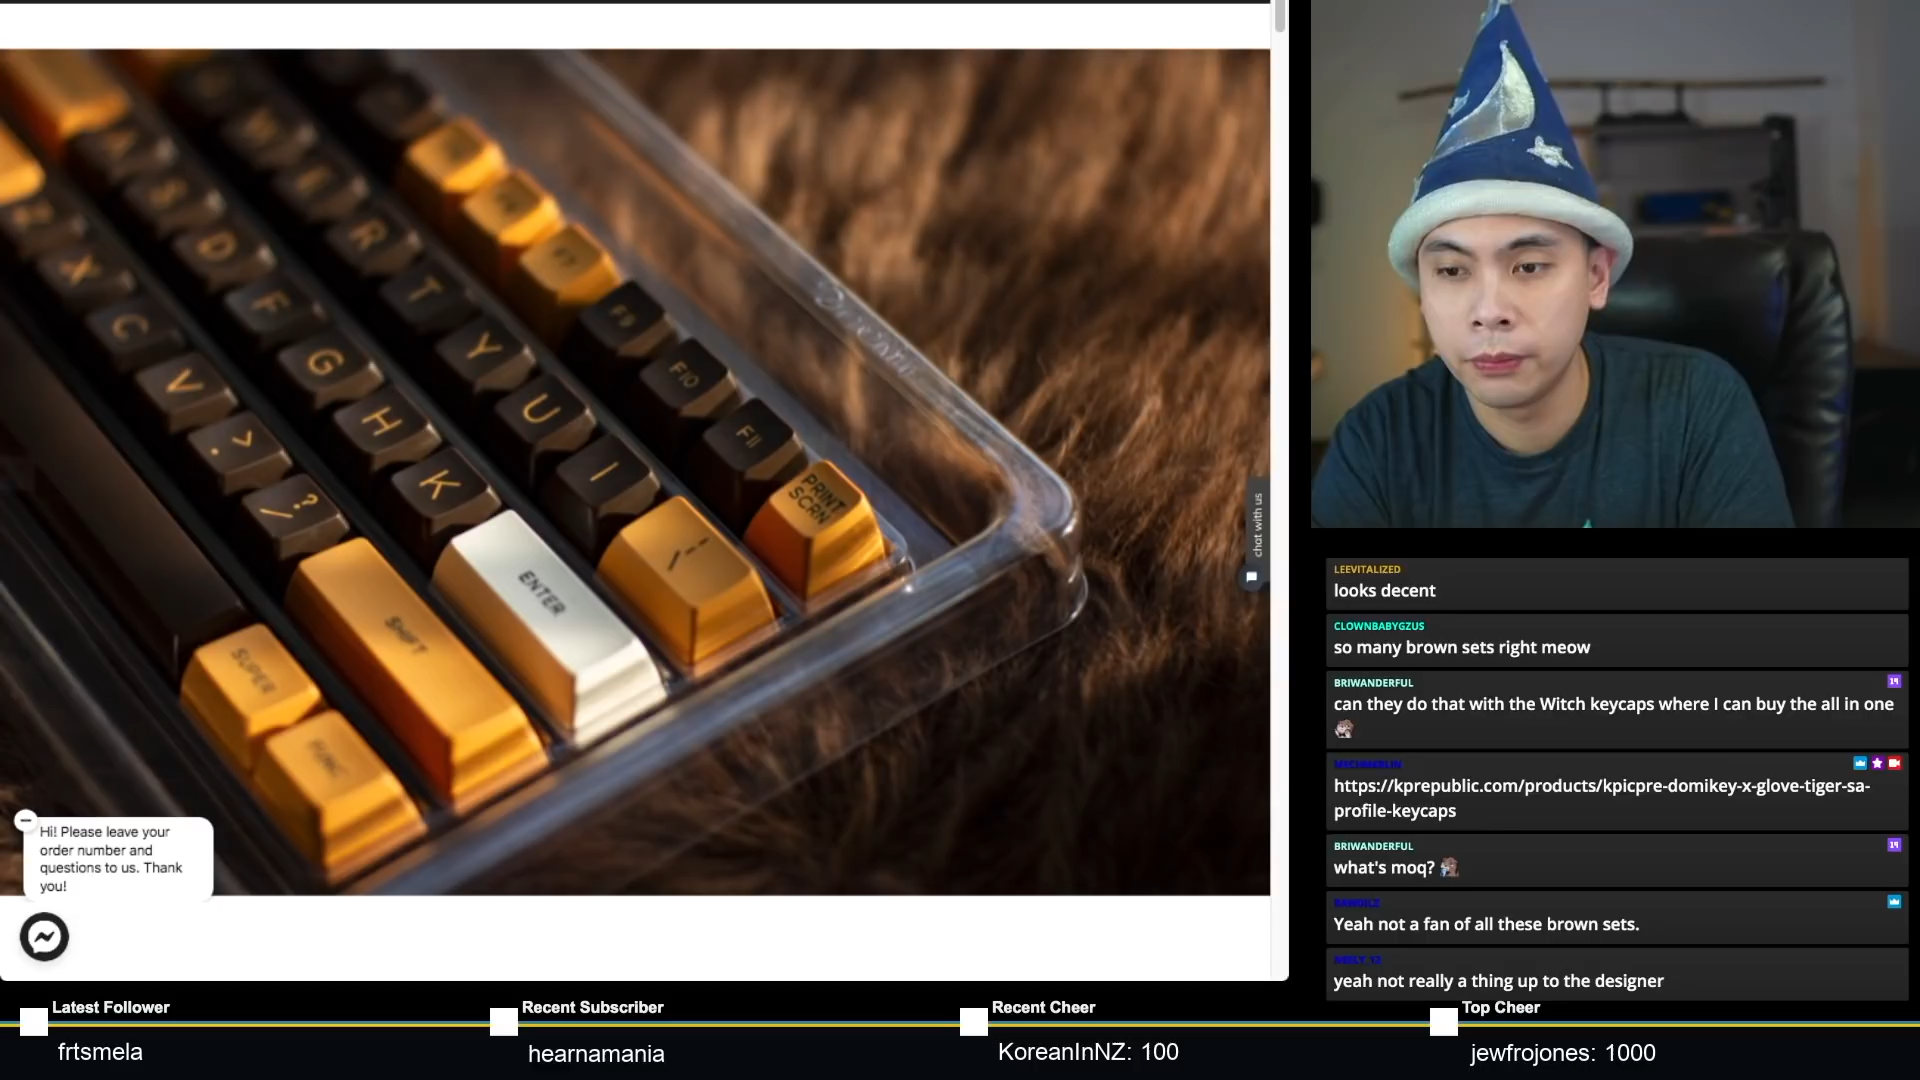 A
W
S
E
Z
D
R
X
F
T
F7
C
G
Y
F9
V
H
U
F10
. >
K
I
F11
/ ?
ENTER
PRINT
SCRN
SHIFT
SUPER
FUNC
chat with us
Hi! Please leave your
order number and
questions to us. Thank
you!
LEEVITALIZED
looks decent
CLOWNBABYGZUS
so many brown sets right meow
BRIWANDERFUL
can they do that with the Witch keycaps where I can buy the all in one
MECHMERLIN
https://kprepublic.com/products/kpicpre-domikey-x-glove-tiger-sa-
profile-keycaps
BRIWANDERFUL
what's moq?
Yeah not a fan of all these brown sets.
yeah not really a thing up to the designer
Latest Follower
Recent Subscriber
Recent Cheer
Top Cheer
frtsmela
hearnamania
KoreanInNZ: 100
jewfrojones: 1000